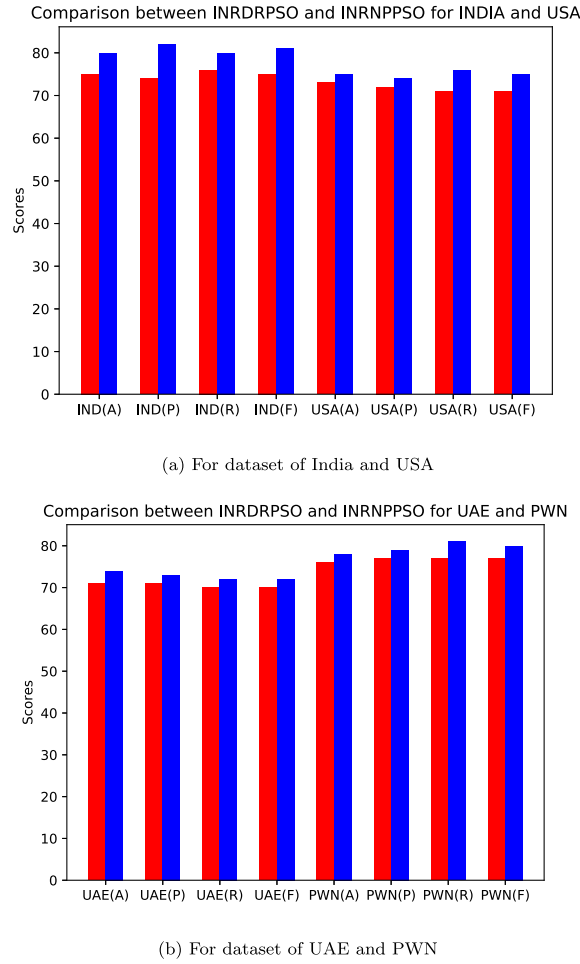 Comparison between INRDRPSO and INRNPPSO for INDIA and USA
80
70
60
50
40
30
20
10
0
Scores
IND(A) IND(P) IND(R) IND(F) USA(A) USA(P) USA(R) USA(F)
(a) For dataset of India and USA
Comparison between INRDRPSO and INRNPPSO for UAE and PWN
80
70
60
50
40
30
20
10
0
Scores
UAE(A) UAE(P) UAE(R) UAE(F) PWN(A) PWN(P) PWN(R) PWN(F)
(b) For dataset of UAE and PWN